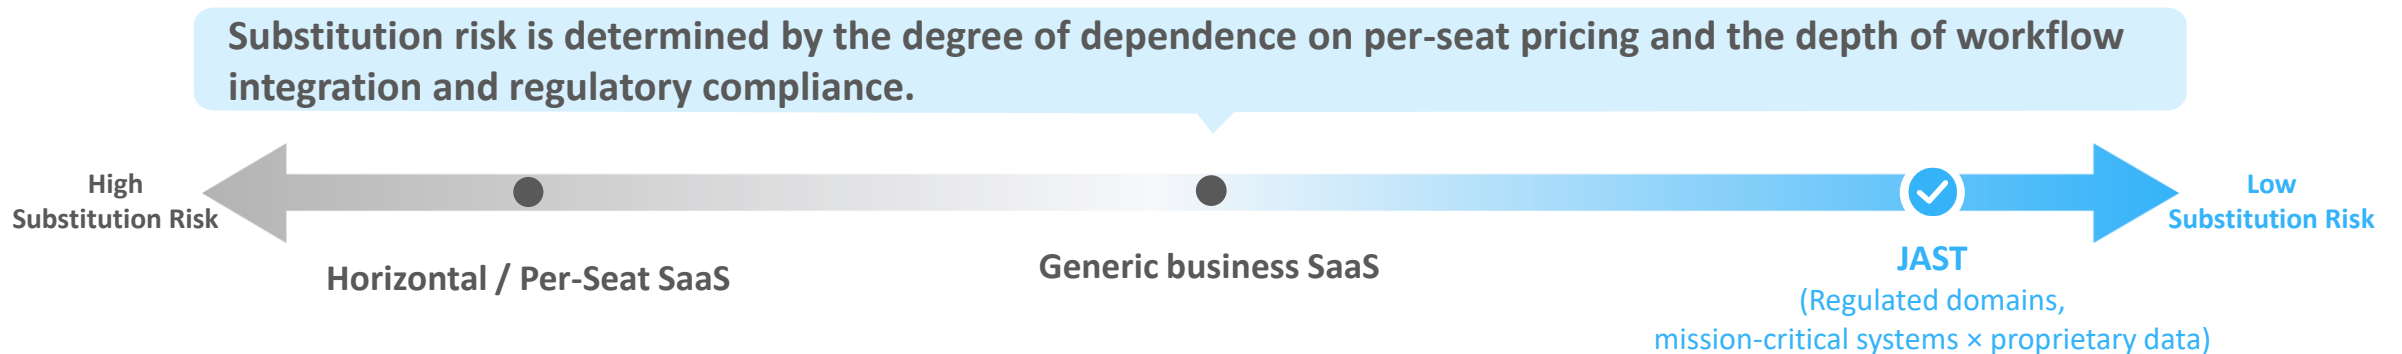 Substitution risk is determined by the degree of dependence on per-seat pricing and the depth of workflow
integration and regulatory compliance.
High
Substitution Risk
Low
Substitution Risk
Horizontal / Per-Seat SaaS
Generic business SaaS
JAST
(Regulated domains,
mission-critical systems × proprietary data)